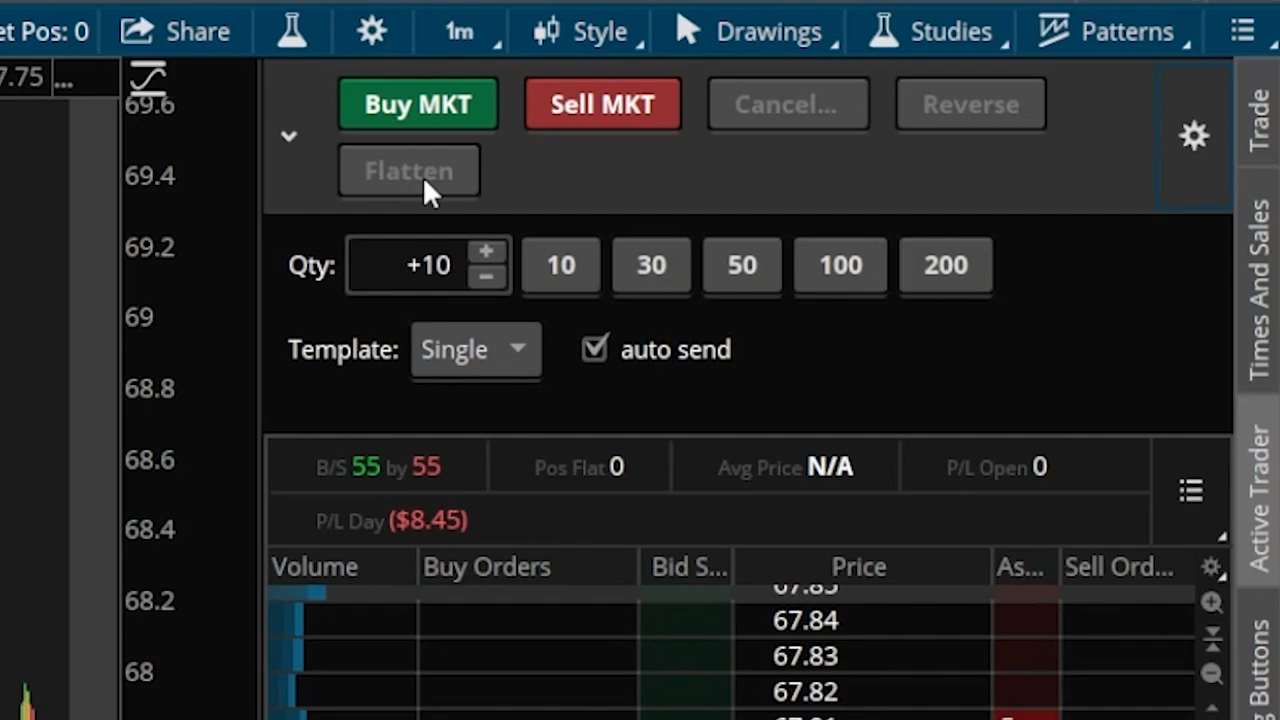 et Pos: 0 Share 1m Style Drawings Studies Patterns
7.75 ...
Buy MKT Sell MKT Cancel... Reverse
Flatten
Qty: +10 10 30 50 100 200
Template: Single auto send
B/S 55 by 55 Pos Flat 0 Avg Price N/A P/L Open 0
P/L Day ($8.45)
Volume Buy Orders Bid S... Price As... Sell Ord...
67.85
67.84
67.83
67.82
69.6
69.4
69.2
69
68.8
68.6
68.4
68.2
68
Trade
Times And Sales
Active Trader
Buttons